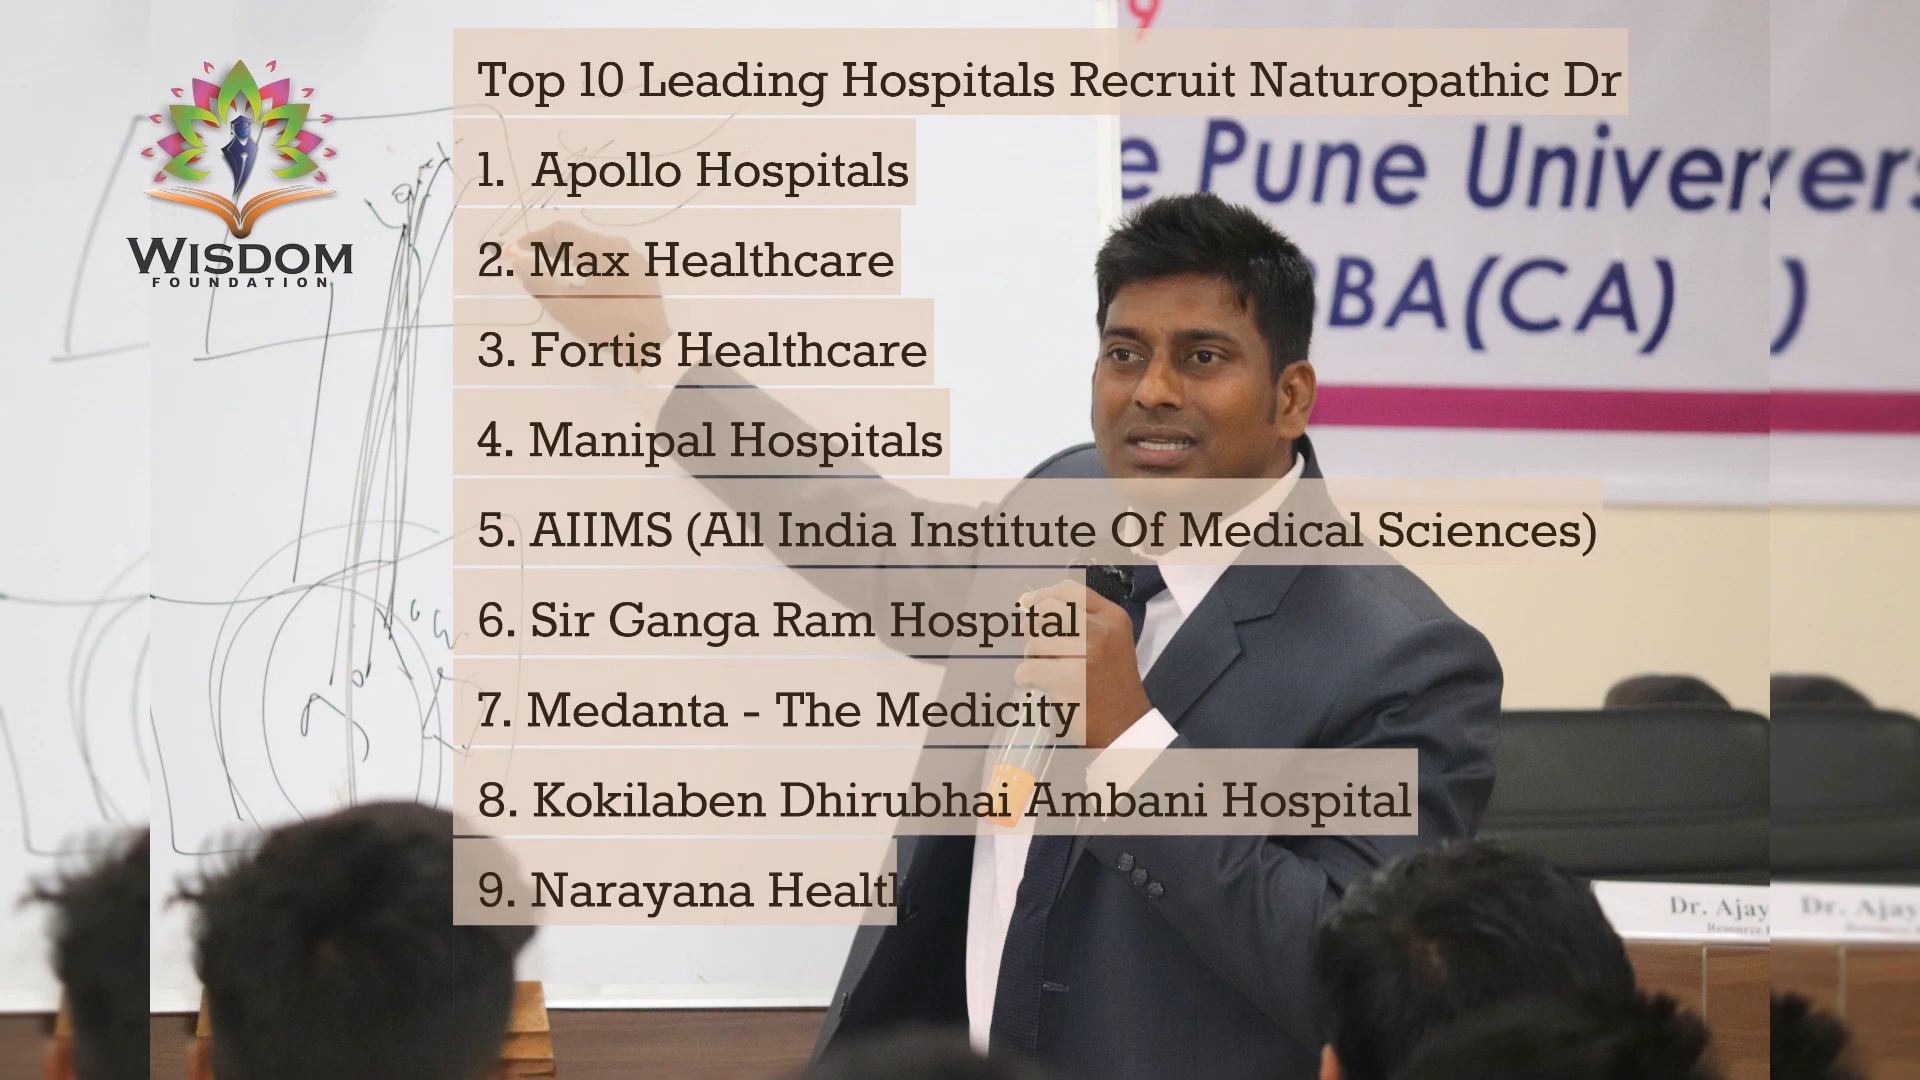 9
Top 10 Leading Hospitals Recruit Naturopathic Dr
1. Apollo Hospitals
2. Max Healthcare
3. Fortis Healthcare
4. Manipal Hospitals
5. AIIMS (All India Institute Of Medical Sciences)
6. Sir Ganga Ram Hospital
7. Medanta - The Medicity
8. Kokilaben Dhirubhai Ambani Hospital
9. Narayana Healt
WISDOM
FOUNDATION
e Pune Univer
BBA(CA) )
Dr. Ajay Dr. Ajay